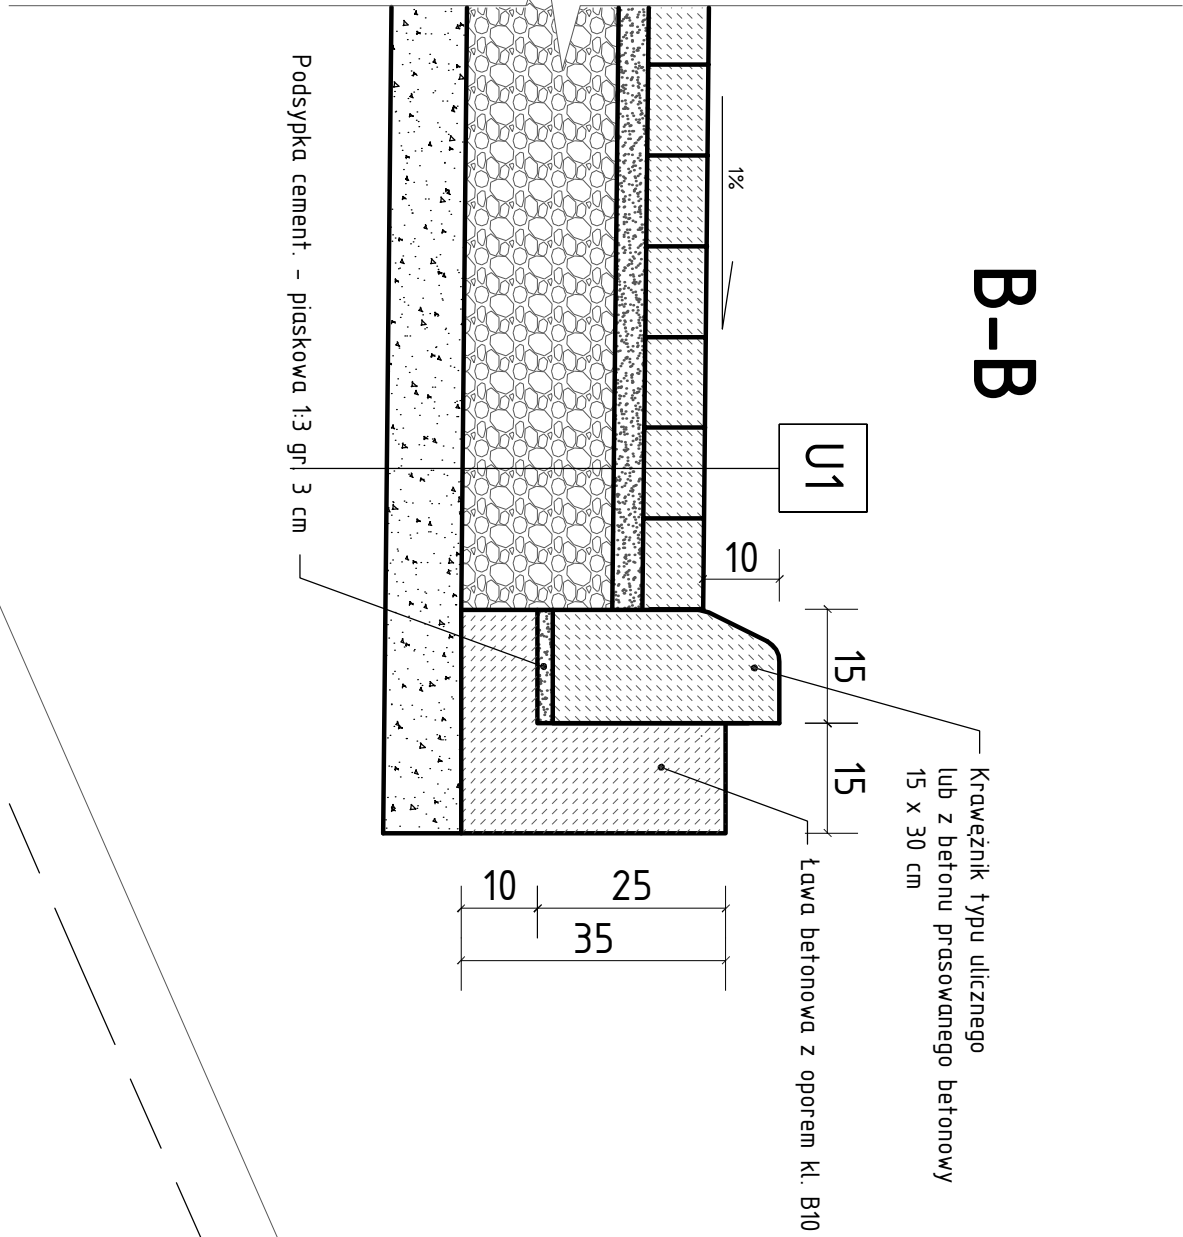 B-B
1%
U1
10
15
15
Krawężnik typu ulicznego
lub z betonu prasowanego betonowy
15 x 30 cm
Ława betonowa z oporem kl. B10
10
25
35
Podsypka cement. - piaskowa 1:3 gr. 3 cm